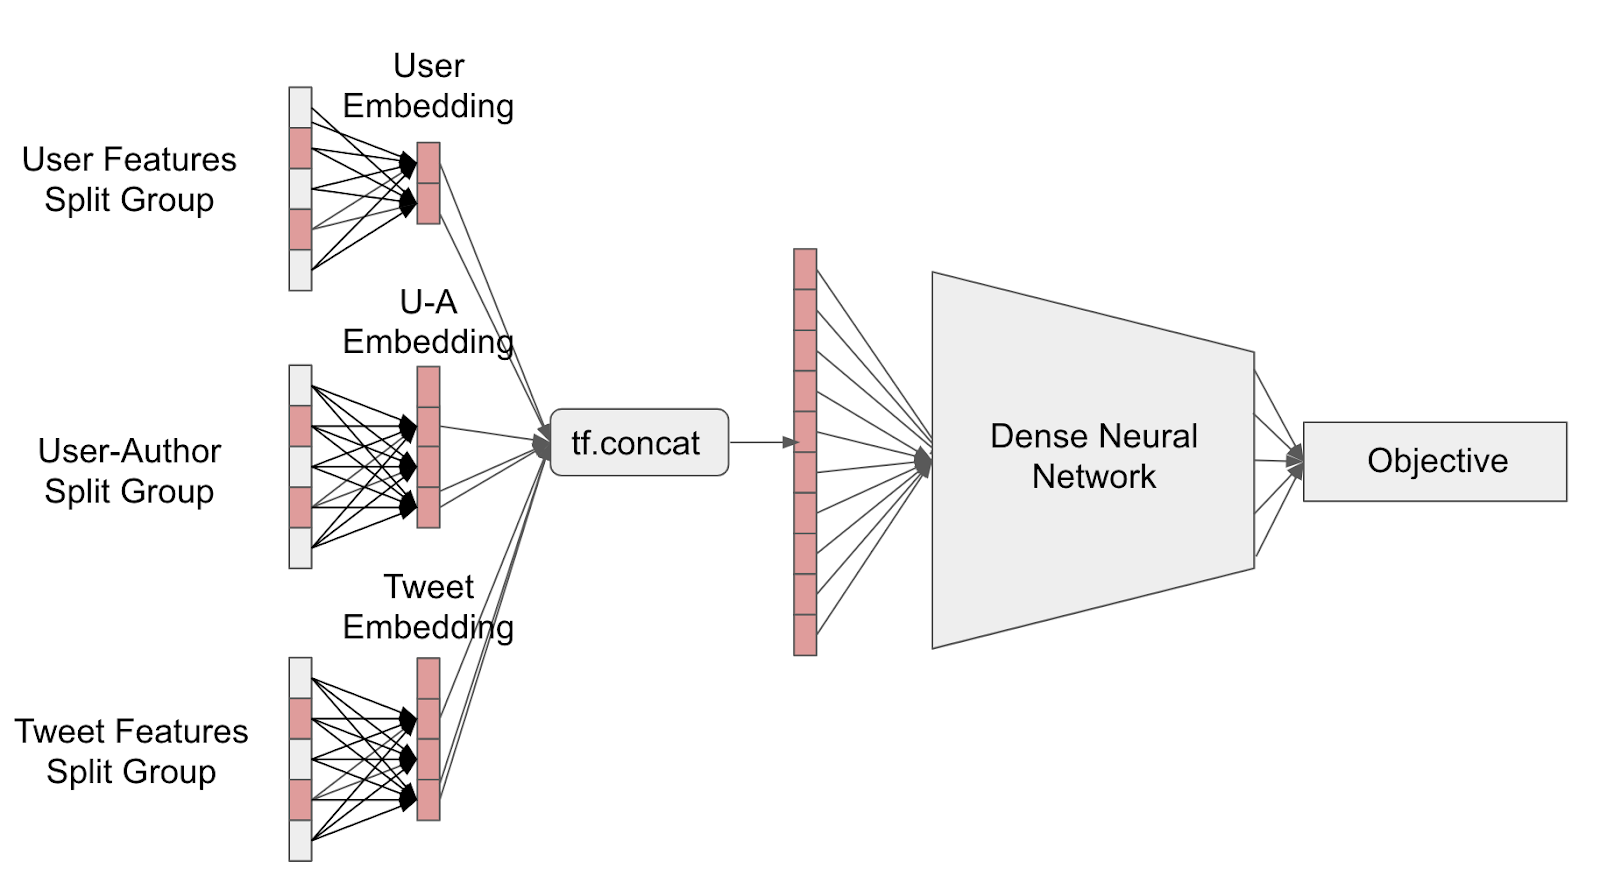 User
Embedding
User Features
Split Group
U-A
Embedding
User-Author
Split Group
tf.concat
Dense Neural
Network
Objective
Tweet
Embedding
Tweet Features
Split Group